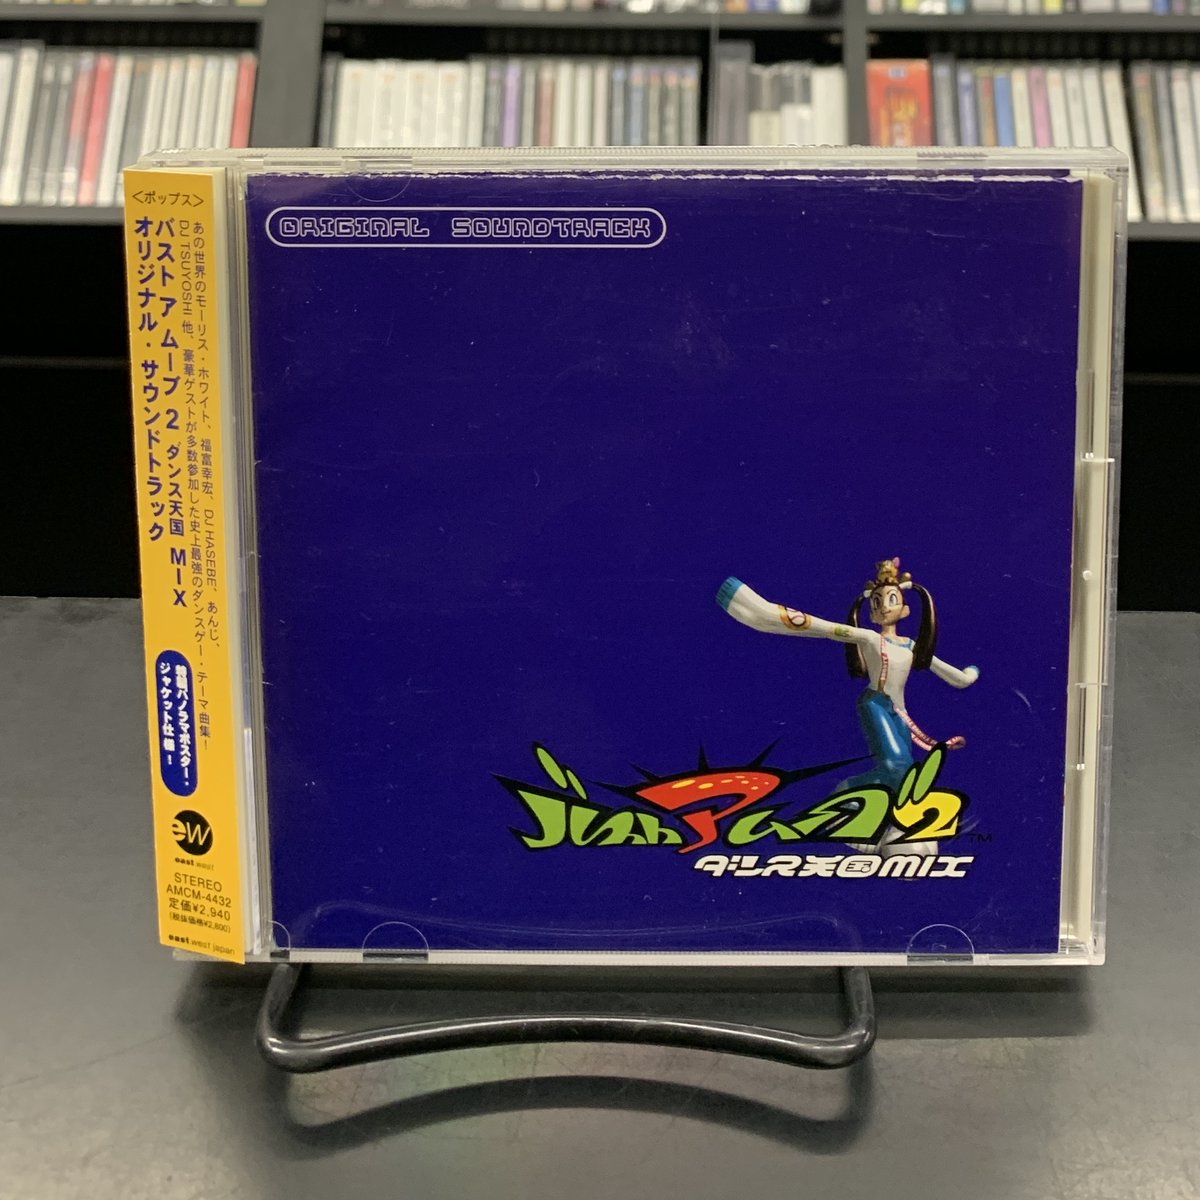 <ポップス>
バスト ア ムーブ 2 ダンス天国 MIX
オリジナル・サウンドトラック
あの世界のモーリス・ホワイト、福富幸宏、DJ HASEBE、あんじ、
DJ TSUYOSHI 他、豪華ゲストが多数参加した史上最強のダンスゲー・テーマ曲集!
特製パノラマポスター・
ジャケット仕様!
ew
east west
STEREO
AMCM-4432
定価¥2,940
(税抜価格¥2,800)
east west japan
ORIGINAL SOUNDTRACK
バストアムーブ2
TM
ダンス天国MIX